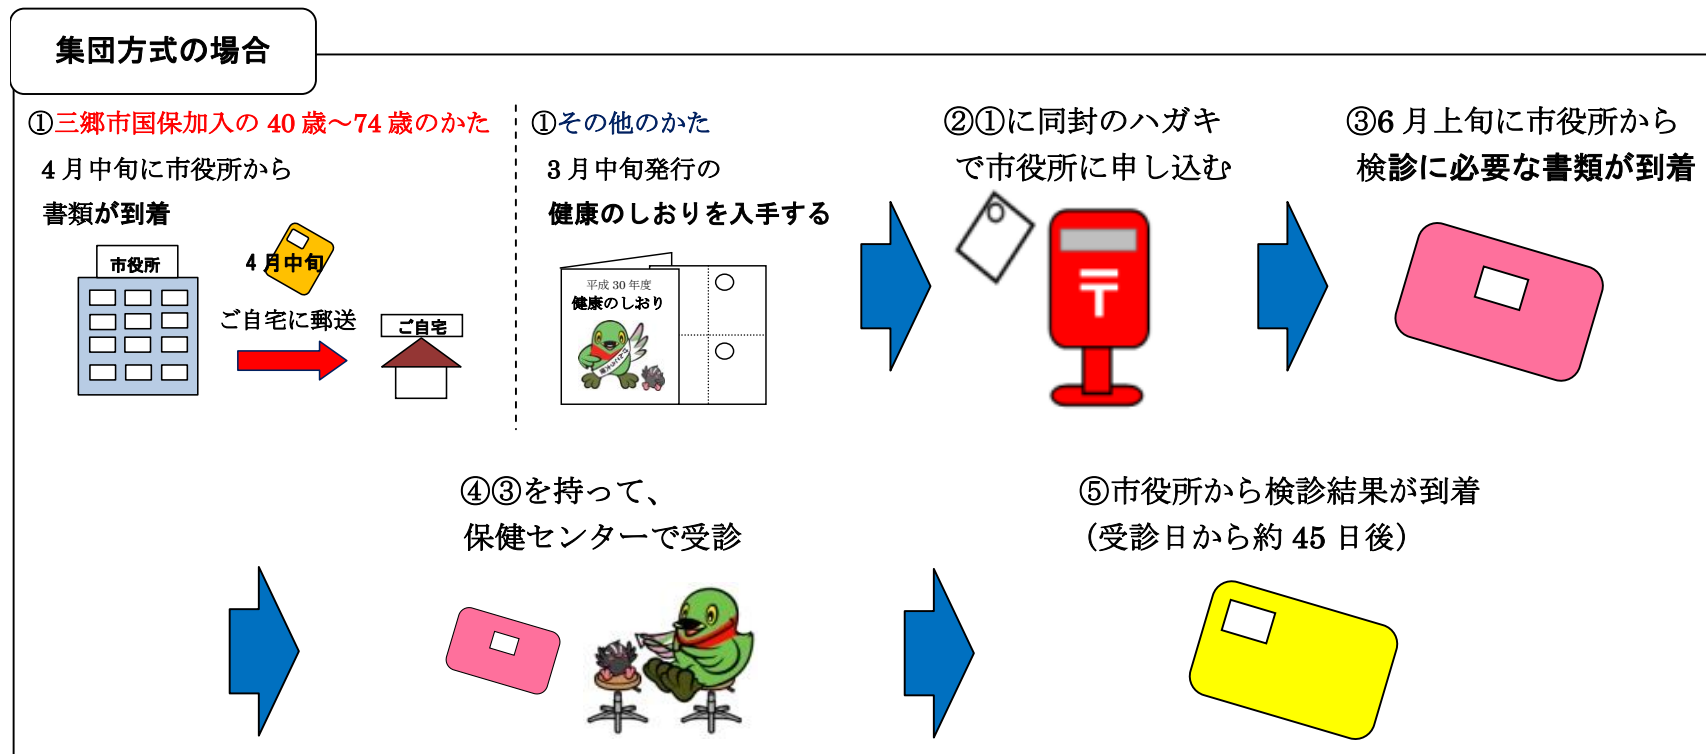 集団方式の場合
①三郷市国保加入の 40 歳～74 歳のかた
4 月中旬に市役所から
書類が到着
市役所
4 月中旬
ご自宅に郵送
ご自宅
①その他のかた
3 月中旬発行の
健康のしおりを入手する
平成 30 年度
健康のしおり
②①に同封のハガキ
で市役所に申し込む
③6 月上旬に市役所から
検診に必要な書類が到着
④③を持って、
保健センターで受診
⑤市役所から検診結果が到着
（受診日から約 45 日後）